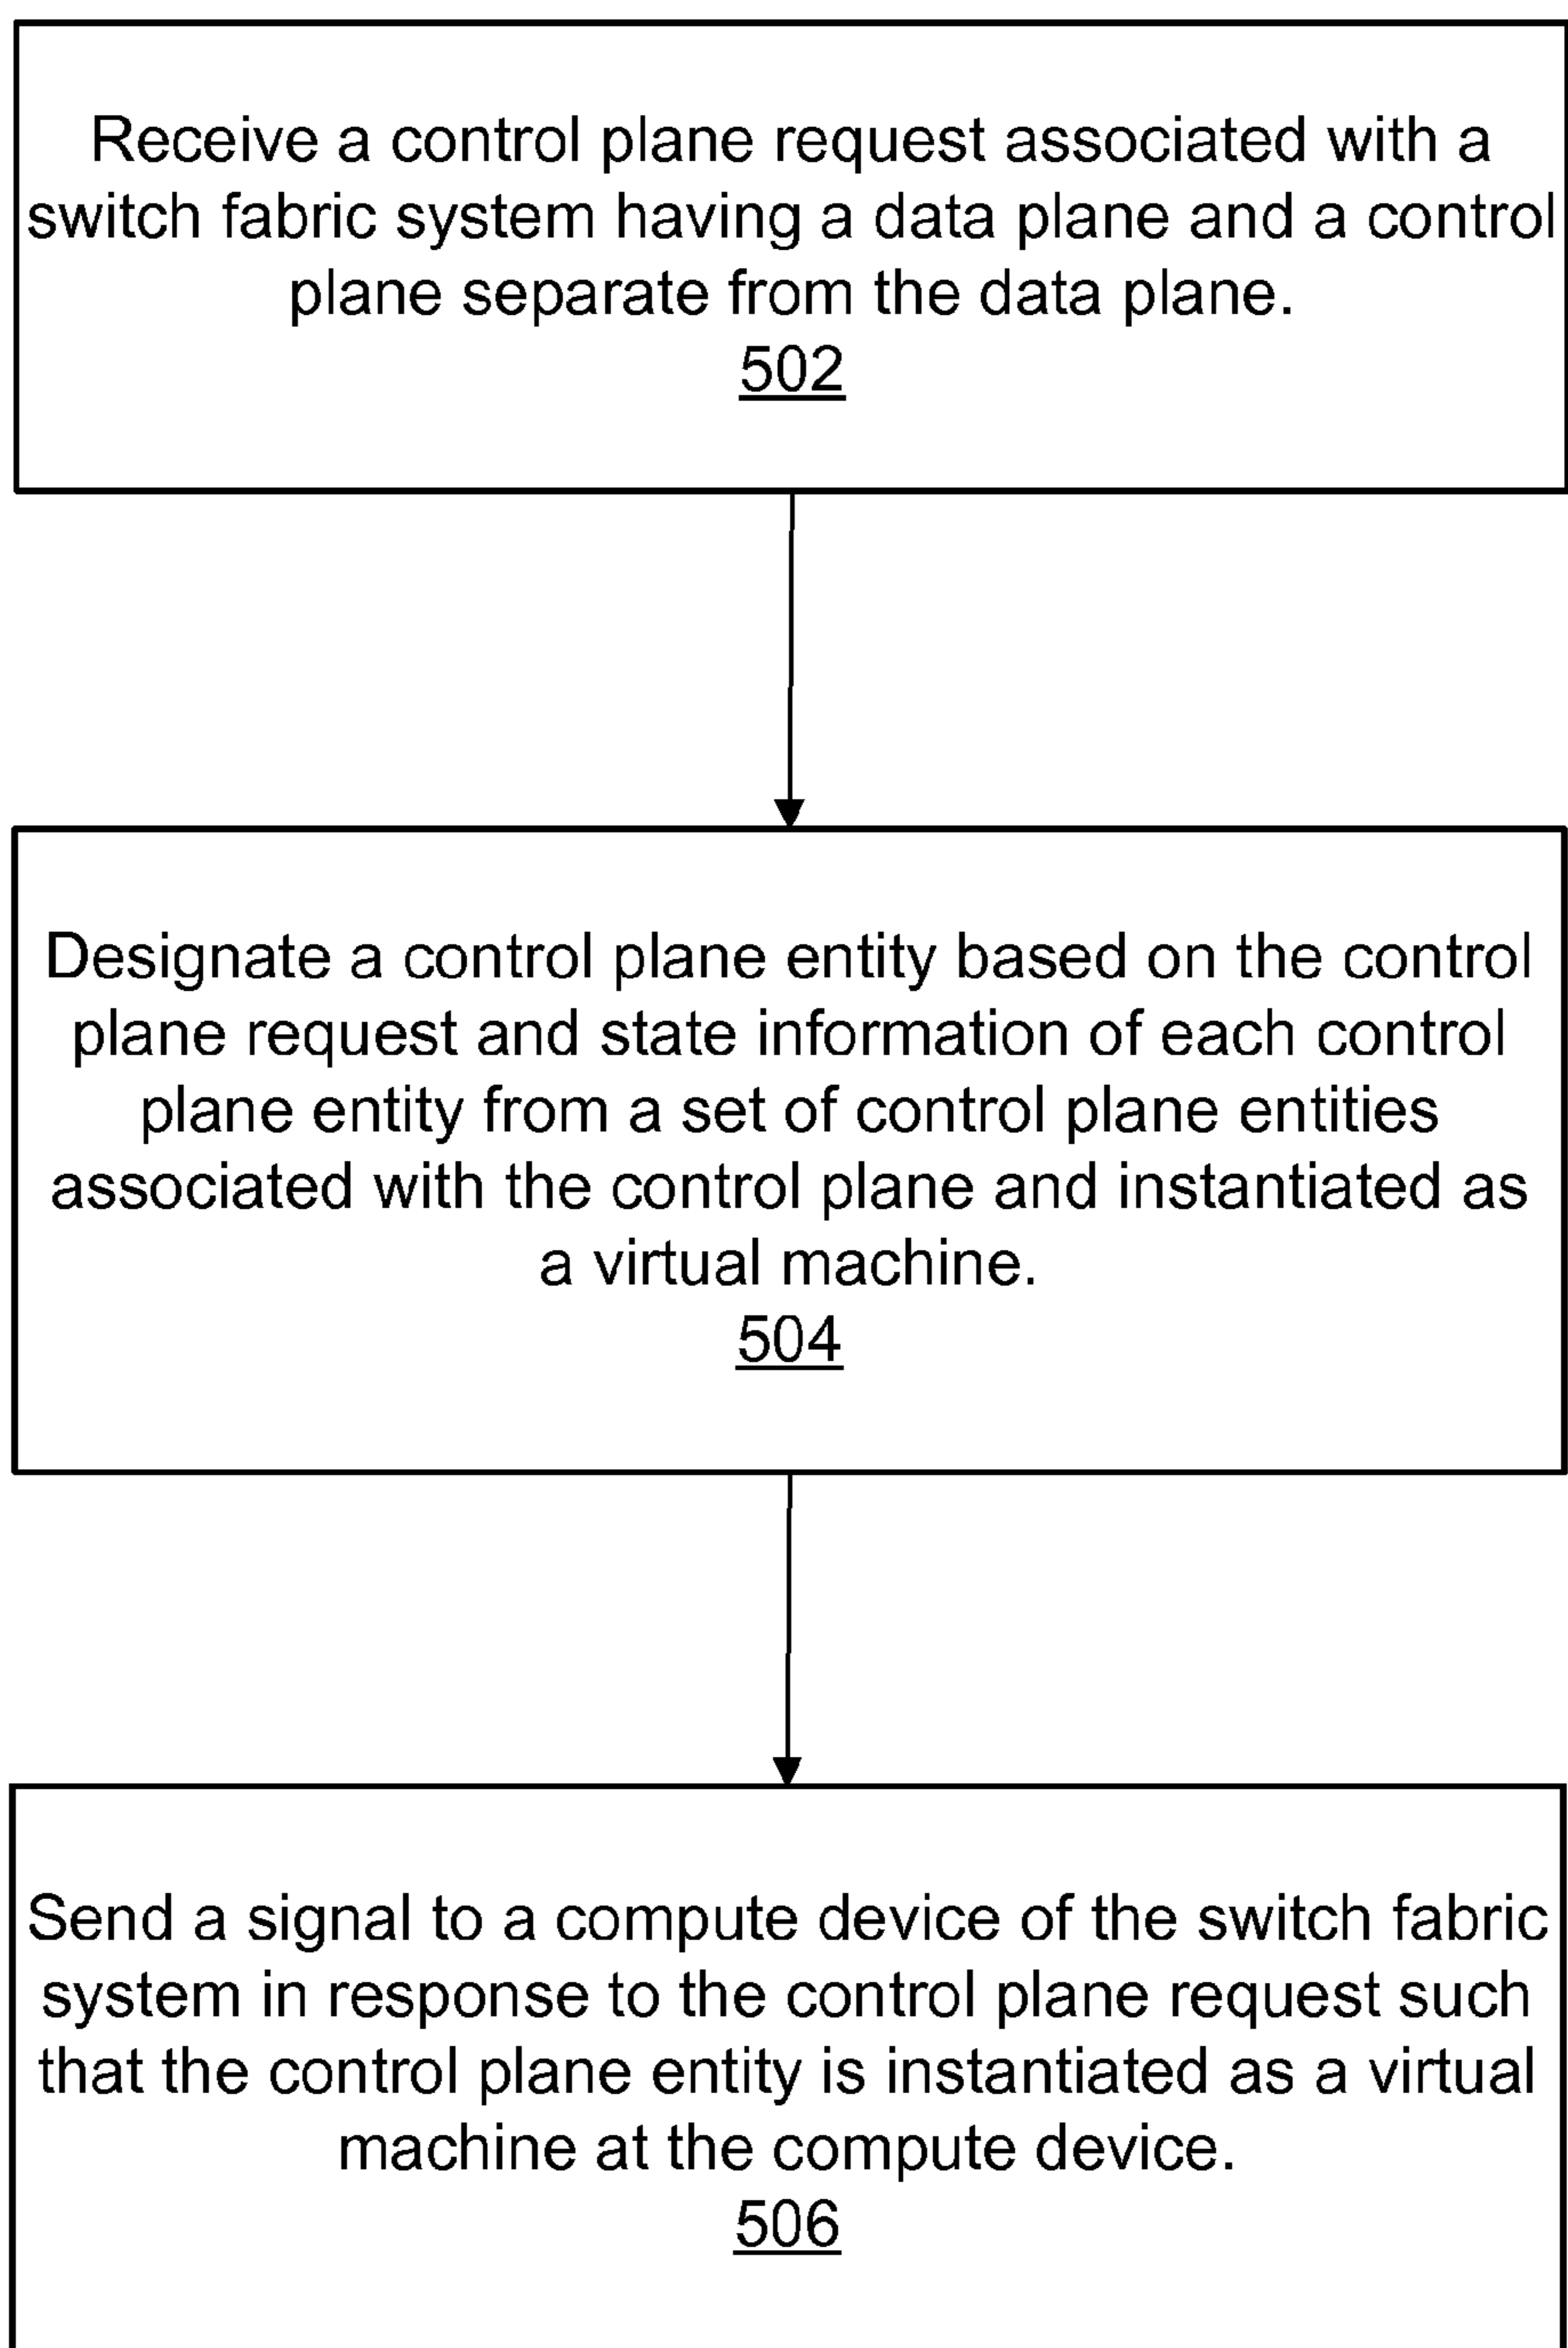 Receive a control plane request associated with a
switch fabric system having a data plane and a control
plane separate from the data plane.
502
Designate a control plane entity based on the control
plane request and state information of each control
plane entity from a set of control plane entities
associated with the control plane and instantiated as
a virtual machine.
504
Send a signal to a compute device of the switch fabric
system in response to the control plane request such
that the control plane entity is instantiated as a virtual
machine at the compute device.
506